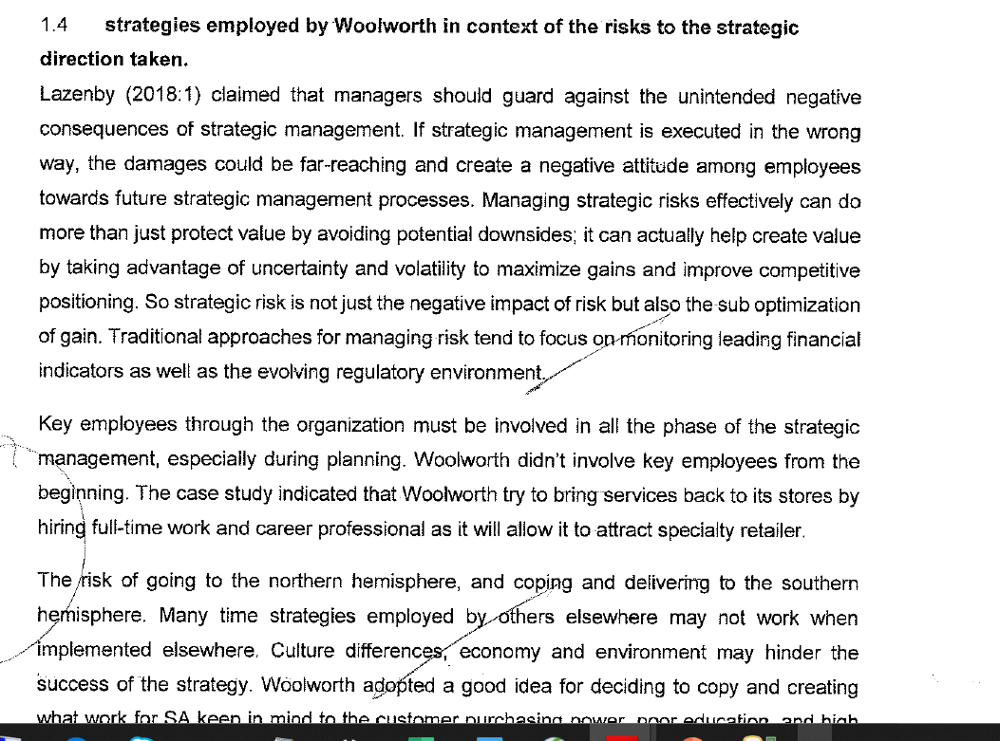 1.4 strategies employed by Woolworth in context of the risks to the strategic
direction taken.
Lazenby (2018:1) claimed that managers should guard against the unintended negative
consequences of strategic management. If strategic management is executed in the wrong
way, the damages could be far-reaching and create a negative attitude among employees
towards future strategic management processes. Managing strategic risks effectively can do
more than just protect value by avoiding potential downsides; it can actually help create value
by taking advantage of uncertainty and volatility to maximize gains and improve competitive
positioning. So strategic risk is not just the negative impact of risk but also the sub optimization
of gain. Traditional approaches for managing risk tend to focus on monitoring leading financial
indicators as well as the evolving regulatory environment.
Key employees through the organization must be involved in all the phase of the strategic
management, especially during planning. Woolworth didn't involve key employees from the
beginning. The case study indicated that Woolworth try to bring services back to its stores by
hiring full-time work and career professional as it will allow it to attract specialty retailer.
The risk of going to the northern hemisphere, and coping and delivering to the southern
hemisphere. Many time strategies employed by others elsewhere may not work when
implemented elsewhere. Culture differences, economy and environment may hinder the
success of the strategy. Woolworth adopted a good idea for deciding to copy and creating
what work for SA keep in mind to the customer purchasing power, poor education, and high